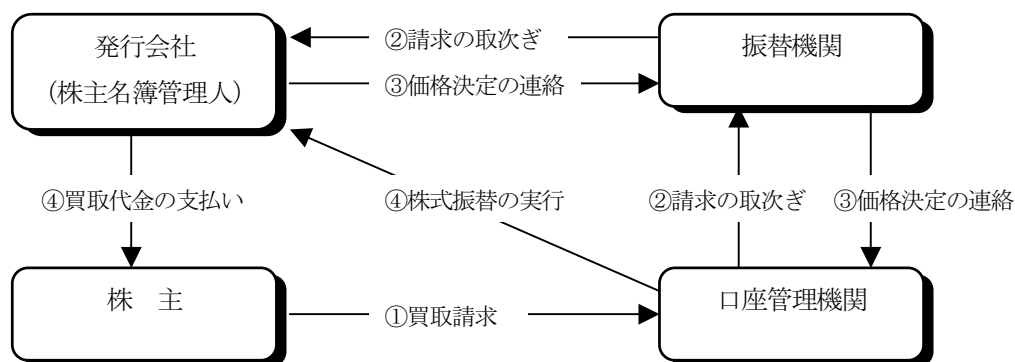 発行会社
(株主名簿管理人)
②請求の取次ぎ
③価格決定の連絡
振替機関
④買取代金の支払い
④株式振替の実行
②請求の取次ぎ
③価格決定の連絡
株　主
①買取請求
口座管理機関